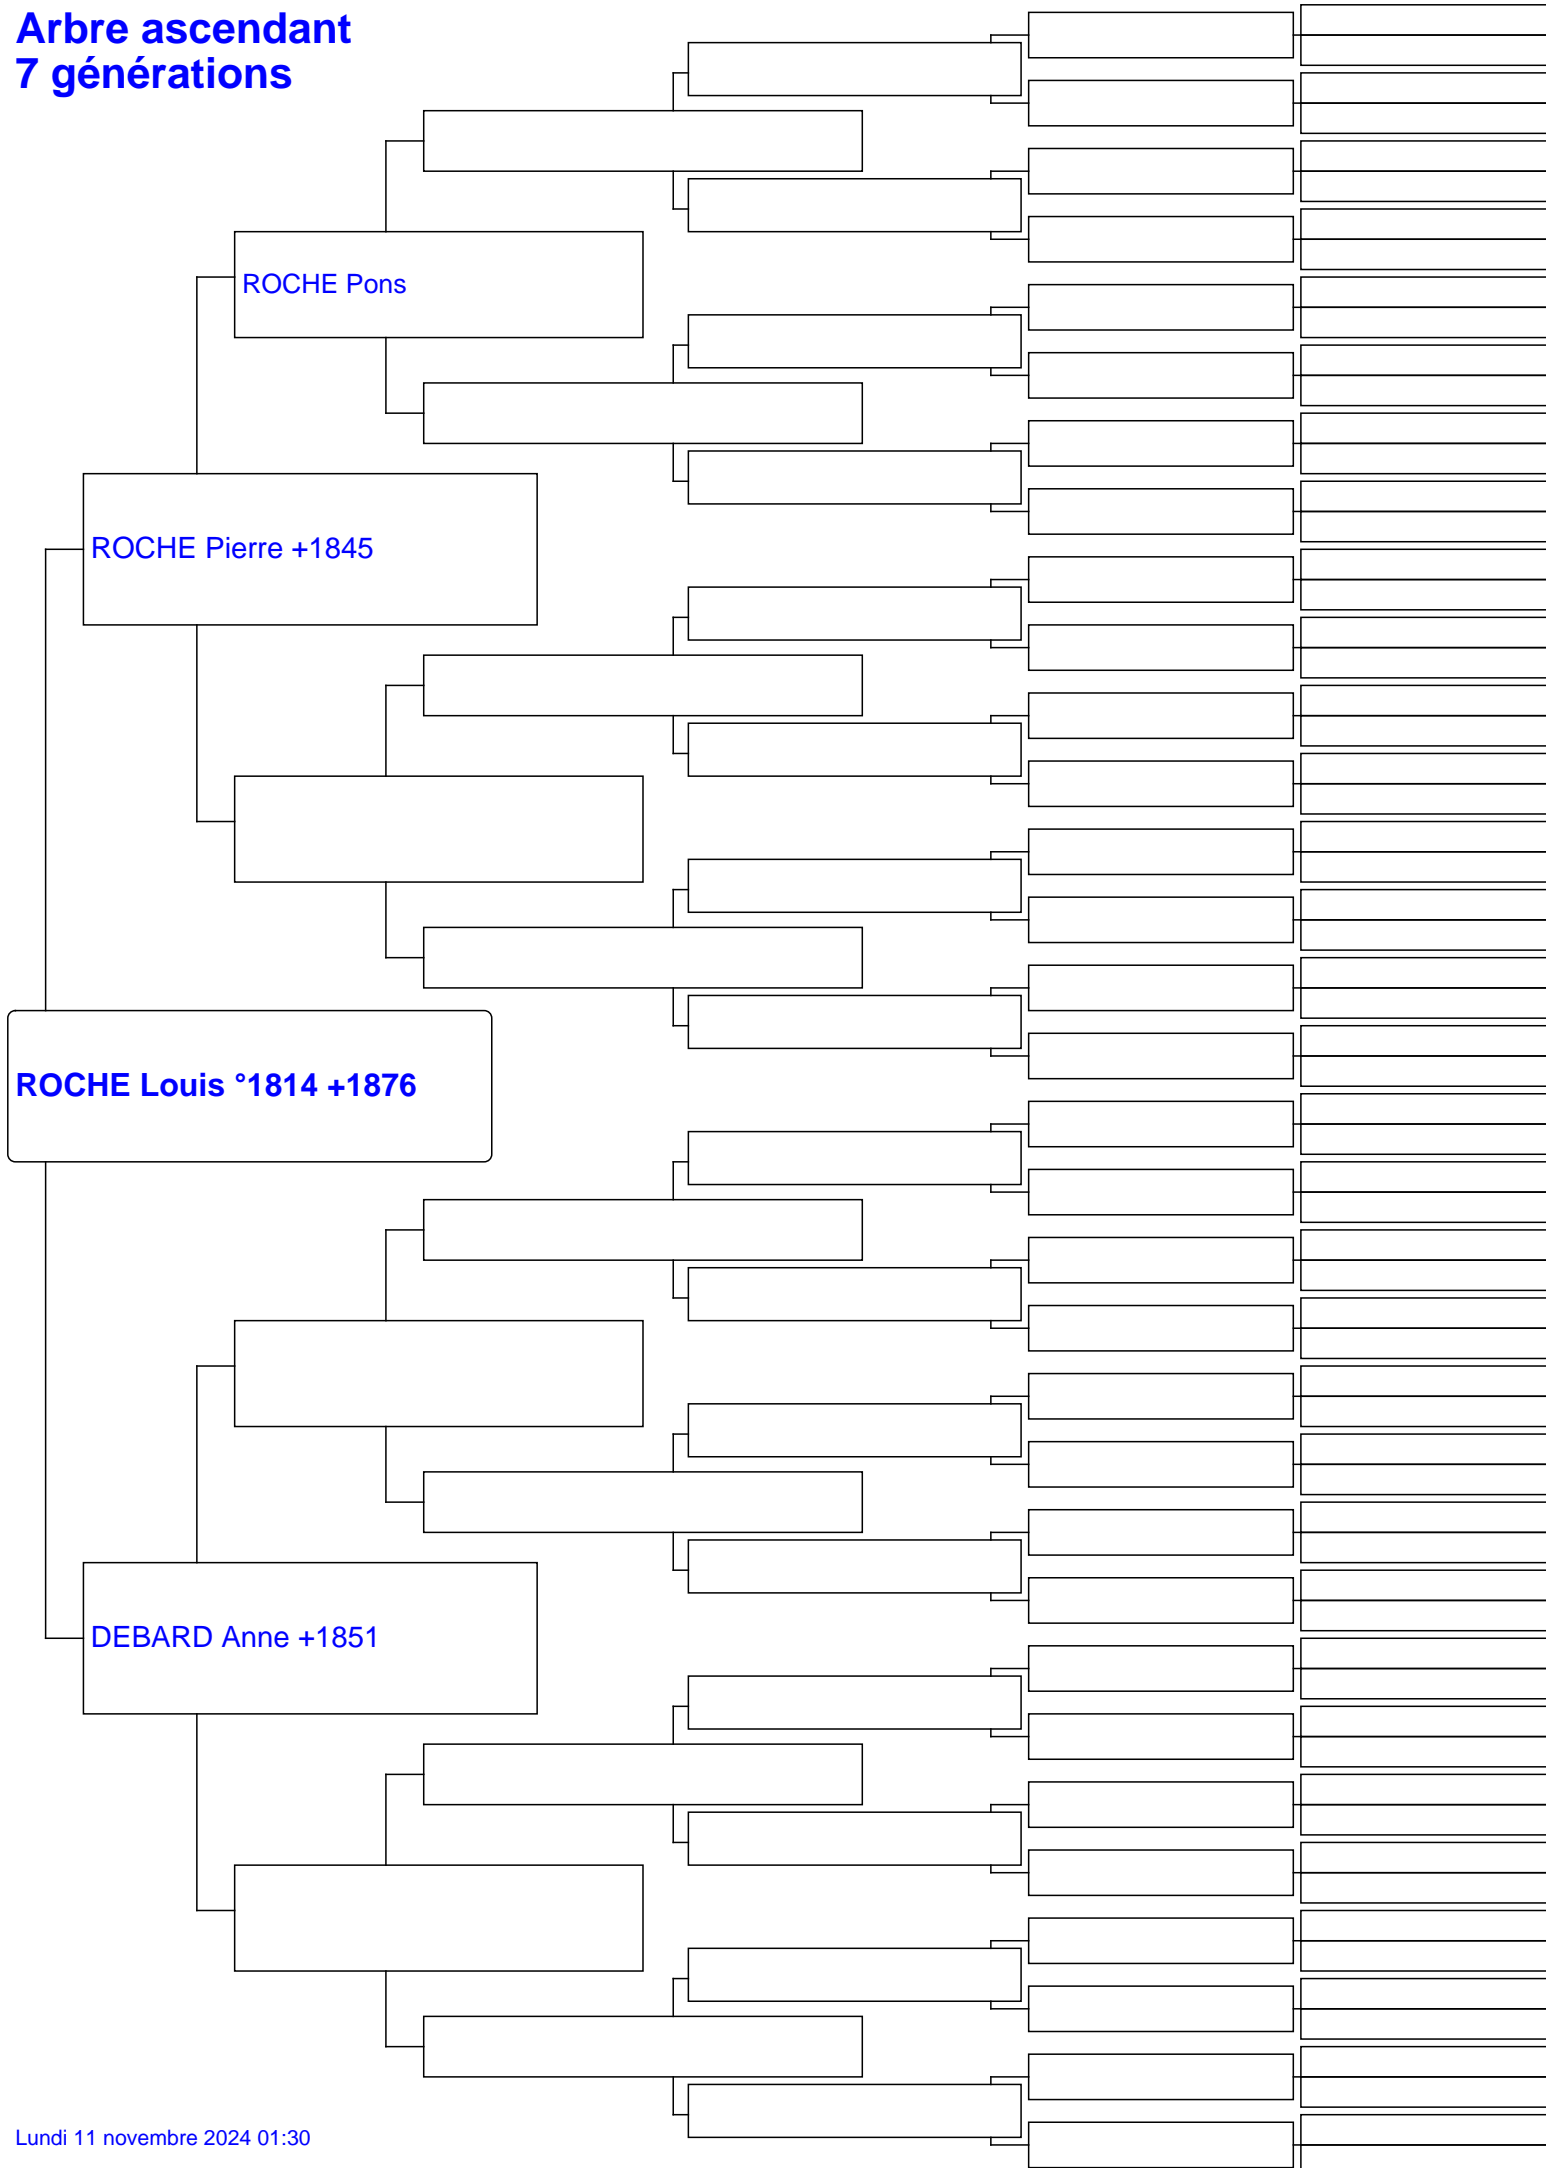 Arbre ascendant
7 générations
ROCHE Pons
ROCHE Pierre +1845
ROCHE Louis °1814 +1876
DEBARD Anne +1851
Lundi 11 novembre 2024 01:30